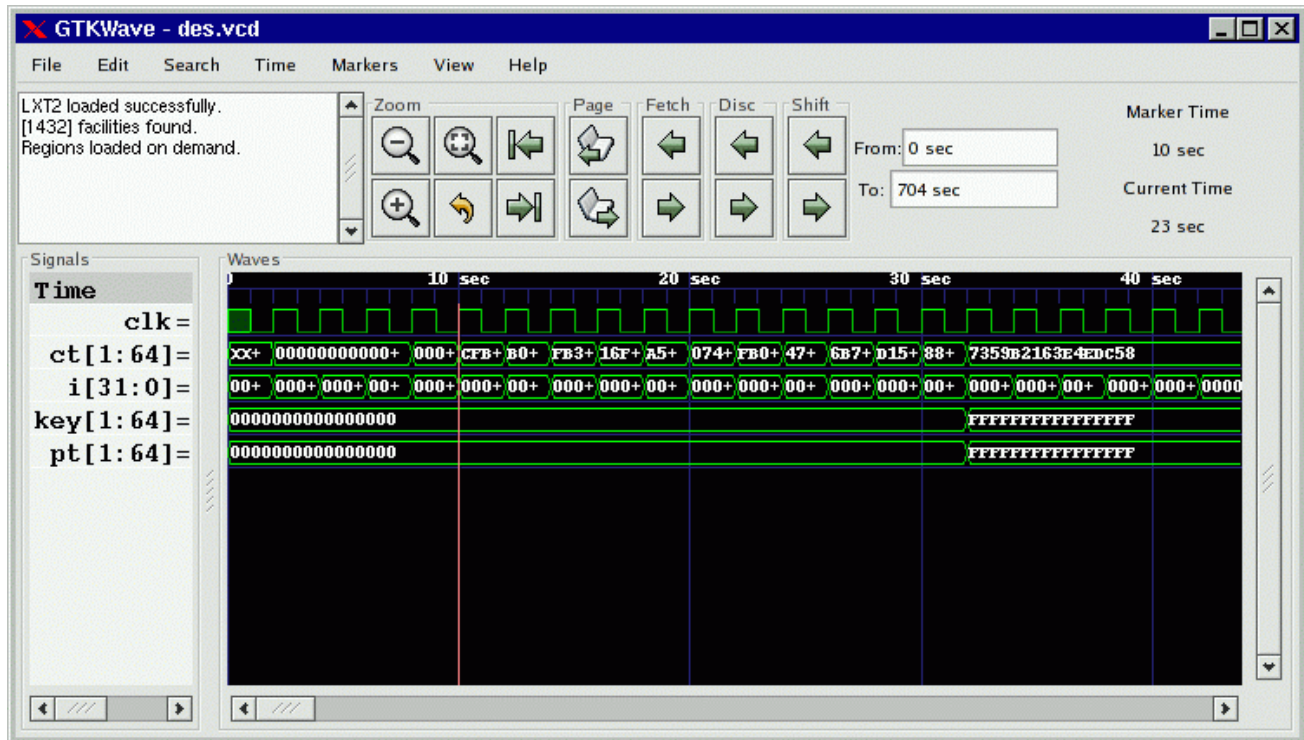 GTKWave - des.vcd
File Edit Search Time Markers View Help
LXT2 loaded successfully.
[1432] facilities found.
Regions loaded on demand.
Zoom Page Fetch Disc Shift
From: 0 sec
To: 704 sec
Marker Time
10 sec
Current Time
23 sec
Signals
Waves
Time
10 sec 20 sec 30 sec 40 sec
clk=
ct[1:64]= XX+ 00000000000+ 000+ CFB+ B0+ FB3+ 16F+ A5+ 074+ FB0+ 47+ 6B7+ D15+ 88+ 7359B2163E4EDC58
i[31:0]= 00+ 000+ 000+ 00+ 000+ 000+ 00+ 000+ 000+ 00+ 000+ 000+ 00+ 000+ 000+ 00+ 000+ 000+ 00+ 000+ 000+ 0000
key[1:64]= 0000000000000000 FFFFFFFFFFFFFFFF
pt[1:64]= 0000000000000000 FFFFFFFFFFFFFFFF